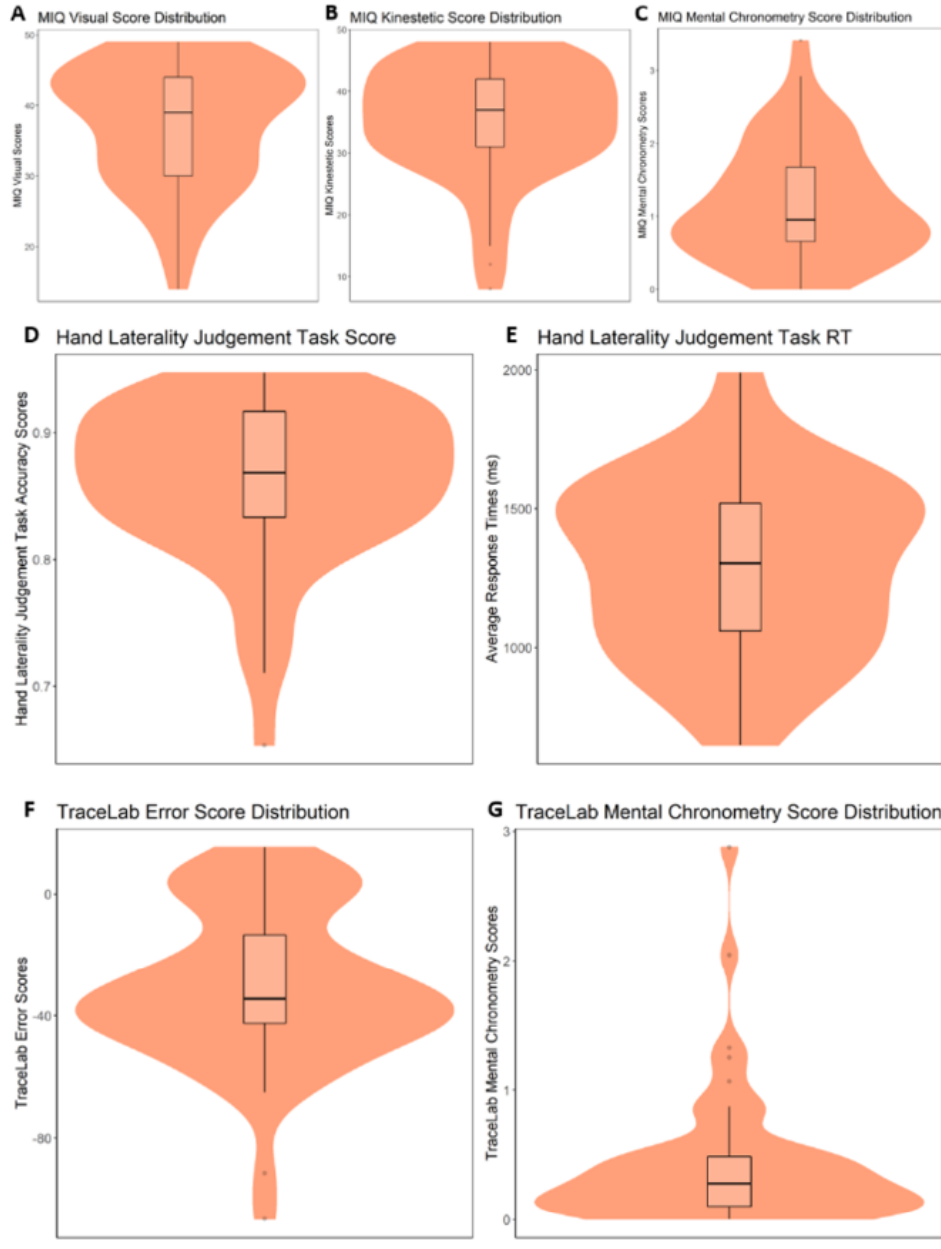 A MIQ Visual Score Distribution
MIQ Visual Scores
50
40
30
20
B MIQ Kinestetic Score Distribution
MIQ Kinestetic Scores
50
40
30
20
10
C MIQ Mental Chronometry Score Distribution
MIQ Mental Chronometry Scores
3
2
1
0
D Hand Laterality Judgement Task Score
Hand Laterality Judgement Task Accuracy Scores
0.9
0.8
0.7
E Hand Laterality Judgement Task RT
Average Response Times (ms)
2000
1500
1000
F TraceLab Error Score Distribution
TraceLab Error Scores
0
-40
-80
G TraceLab Mental Chronometry Score Distribution
TraceLab Mental Chronometry Scores
3
2
1
0